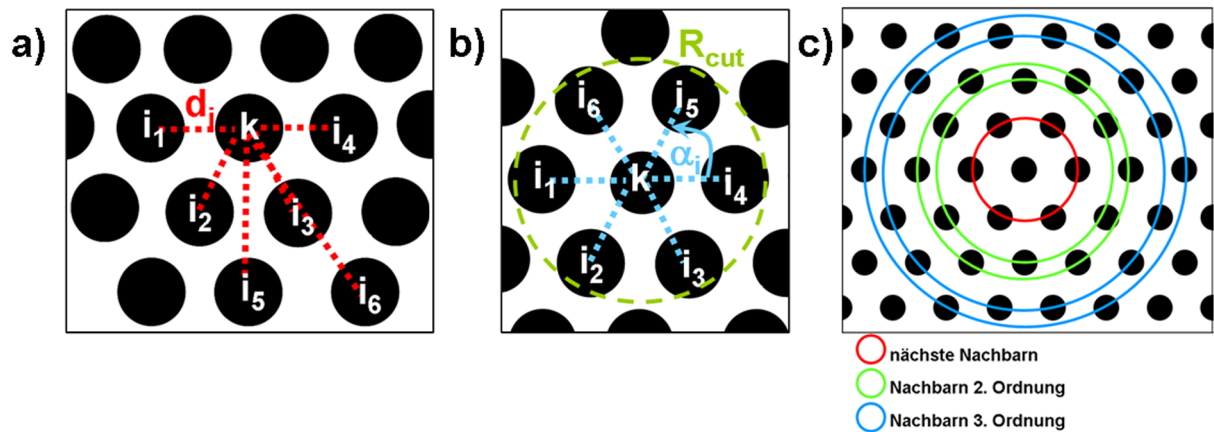 a)
d_j
i_1
k
i_4
i_2
i_3
i_5
i_6
b)
R_cut
i_6
i_5
α_i
i_1
k
i_4
i_2
i_3
c)
nächste Nachbarn
Nachbarn 2. Ordnung
Nachbarn 3. Ordnung